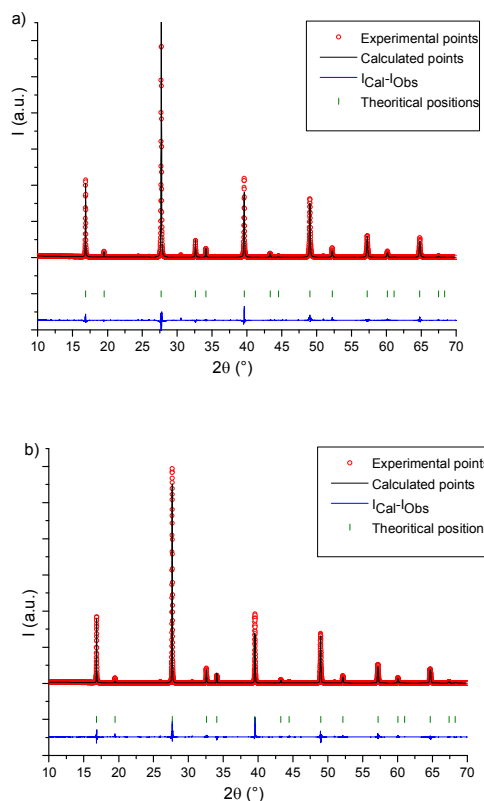 a)
Experimental points
Calculated points
ICal-IObs
Theoritical positions
I (a.u.)
10 15 20 25 30 35 40 45 50 55 60 65 70
2θ (°)
b)
Experimental points
Calculated points
ICal-IObs
Theoritical position
I (a.u.)
10 15 20 25 30 35 40 45 50 55 60 65 70
2θ (°)